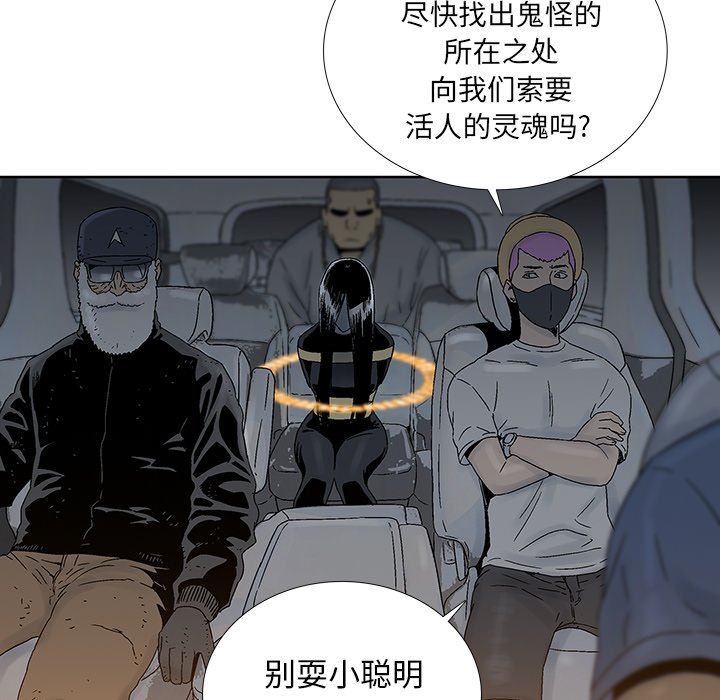 尽快找出鬼怪的
所在之处
向我们索要
活人的灵魂吗?
别耍小聪明